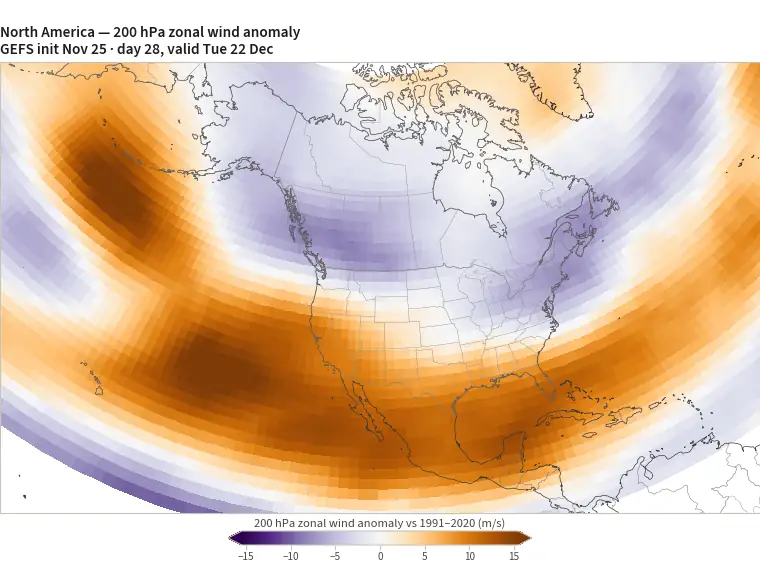 North America — 200 hPa zonal wind anomaly
GEFS init Nov 25 · day 28, valid Tue 22 Dec
200 hPa zonal wind anomaly vs 1991–2020 (m/s)
−15 −10 −5 0 5 10 15